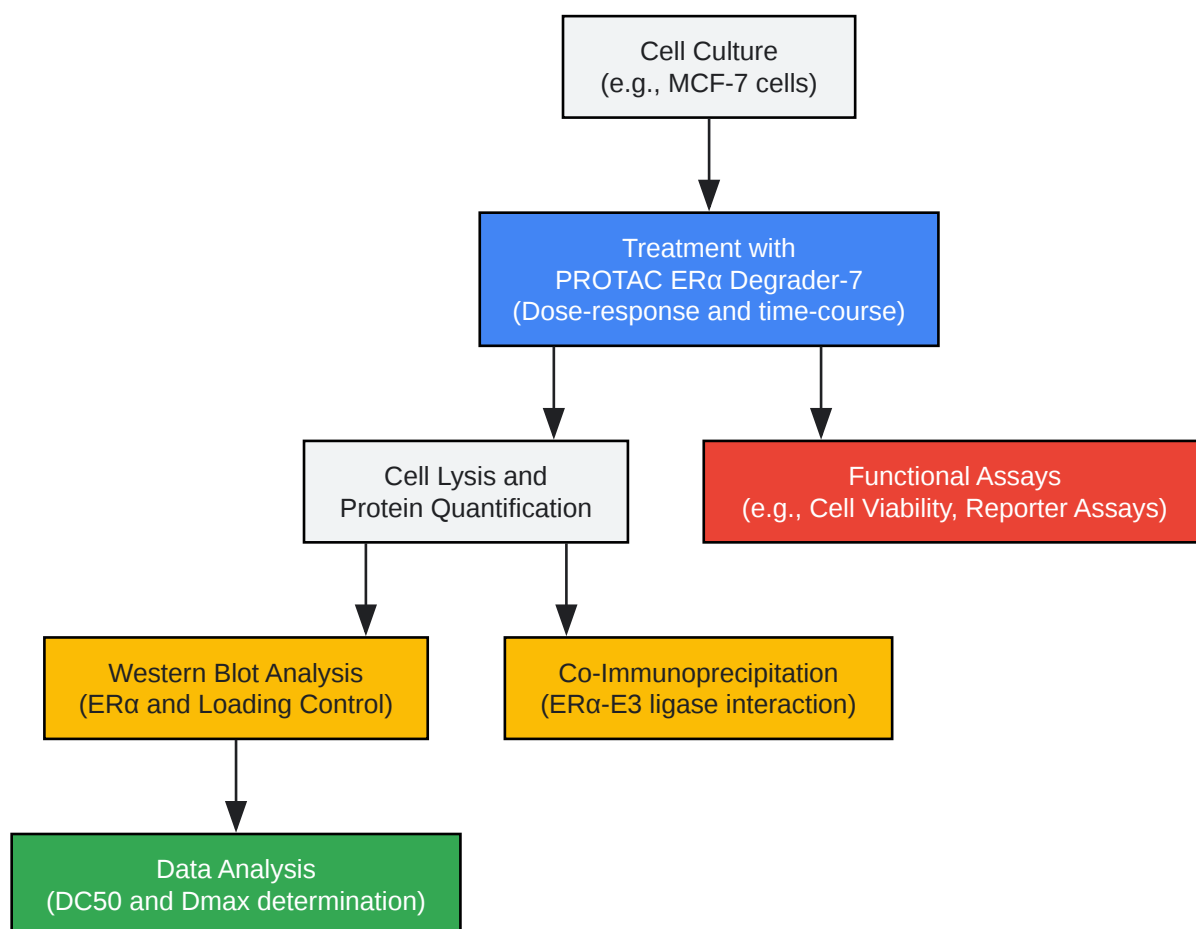 Cell Culture
(e.g., MCF-7 cells)
Treatment with
PROTAC ERα Degrader-7
(Dose-response and time-course)
Cell Lysis and
Protein Quantification
Functional Assays
(e.g., Cell Viability, Reporter Assays)
Western Blot Analysis
(ERα and Loading Control)
Co-Immunoprecipitation
(ERα-E3 ligase interaction)
Data Analysis
(DC50 and Dmax determination)